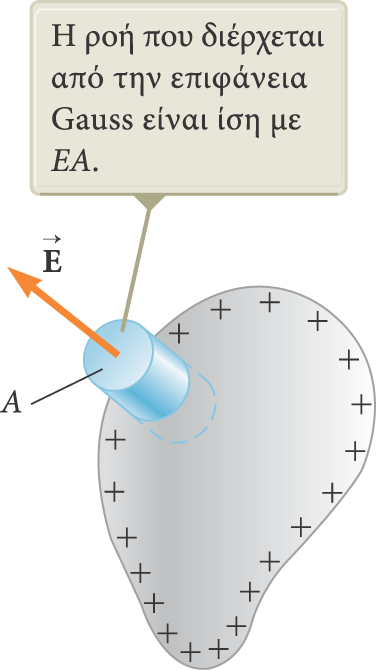 Η ροή που διέρχεται
από την επιφάνεια
Gauss είναι ίση με
EA.
E
A